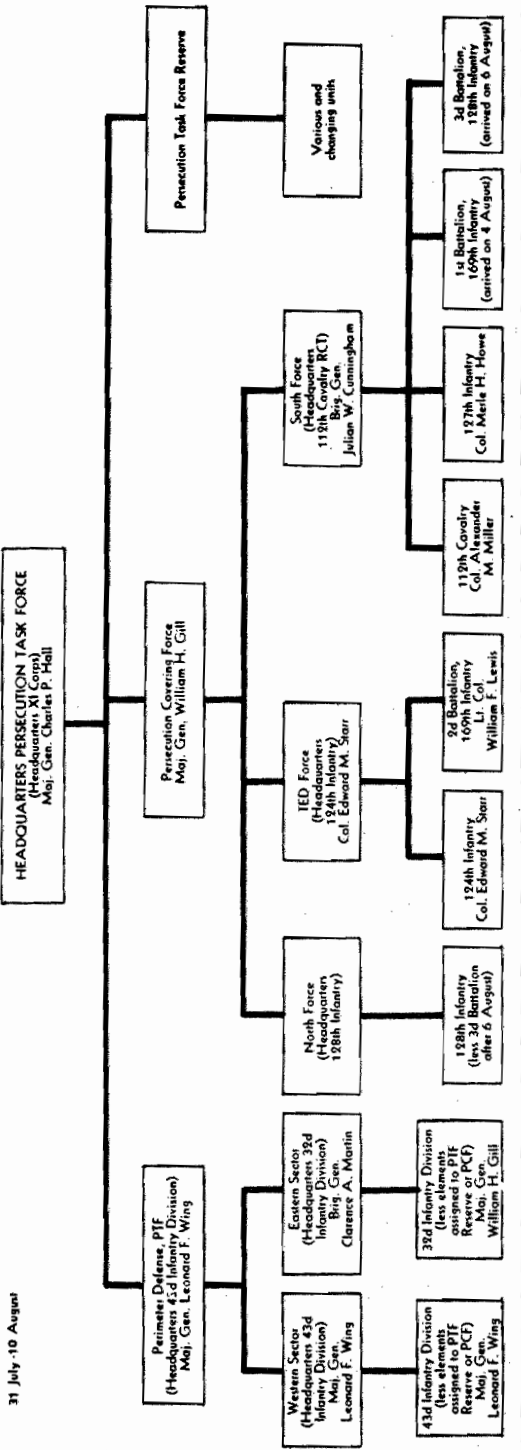 31 July -10 August
HEADQUARTERS PERSECUTION TASK FORCE
(Headquarters XI Corps)
Maj. Gen. Charles P. Hall
Perimeter Defense, PTF
(Headquarters 43d Infantry Division)
Maj. Gen. Leonard F. Wing
Persecution Covering Force
Maj. Gen. William H. Gill
Persecution Task Force Reserve
Western Sector
(Headquarters 43d
Infantry Division)
Maj. Gen.
Leonard F. Wing
Eastern Sector
(Headquarters 32d
Infantry Division)
Brig. Gen.
Clarence A. Martin
North Force
(Headquarters
128th Infantry)
TED Force
(Headquarters
124th Infantry)
Col. Edward M. Starr
South Force
(Headquarters
112th Cavalry RCT)
Brig. Gen.
Julian W. Cunningham
Various and
changing units
43d Infantry Division
(less elements
assigned to PTF
Reserve or PCF)
Maj. Gen.
Leonard F. Wing
32d Infantry Division
(less elements
assigned to PTF
Reserve or PCF)
Maj. Gen.
William H. Gill
128th Infantry
(less 3d Battalion
after 6 August)
124th Infantry
Col. Edward M. Starr
2d Battalion,
169th Infantry
Lt. Col.
William F. Lewis
112th Cavalry
Col. Alexander
M. Miller
127th Infantry
Col. Merle H. Howe
1st Battalion,
169th Infantry
(arrived on 4 August)
3d Battalion,
128th Infantry
(arrived on 6 August)